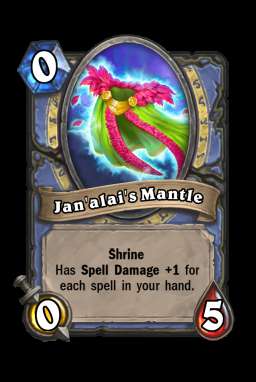 0
Jan'alai's Mantle
Shrine
Has Spell Damage +1 for
each spell in your hand.
0
5